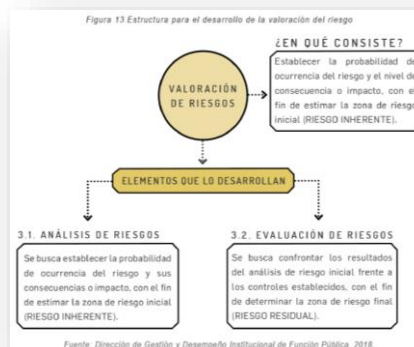 Figura 13 Estructura para el desarrollo de la valoración del riesgo
¿EN QUÉ CONSISTE?
Establecer la probabilidad de
ocurrencia del riesgo y el nivel de
consecuencia o impacto, con el
fin de estimar la zona de riesgo
inicial (RIESGO INHERENTE).
VALORACIÓN
DE RIESGOS
ELEMENTOS QUE LO DESARROLLAN
3.1. ANÁLISIS DE RIESGOS
Se busca establecer la probabilidad
de ocurrencia del riesgo y sus
consecuencias o impacto, con el fin
de estimar la zona de riesgo inicial
(RIESGO INHERENTE).
3.2. EVALUACIÓN DE RIESGOS
Se busca confrontar los resultados
del análisis de riesgo inicial frente a
los controles establecidos, con el fin
de determinar la zona de riesgo final
(RIESGO RESIDUAL).
Fuente: Dirección de Gestión y Desempeño Institucional de Función Pública, 2018.